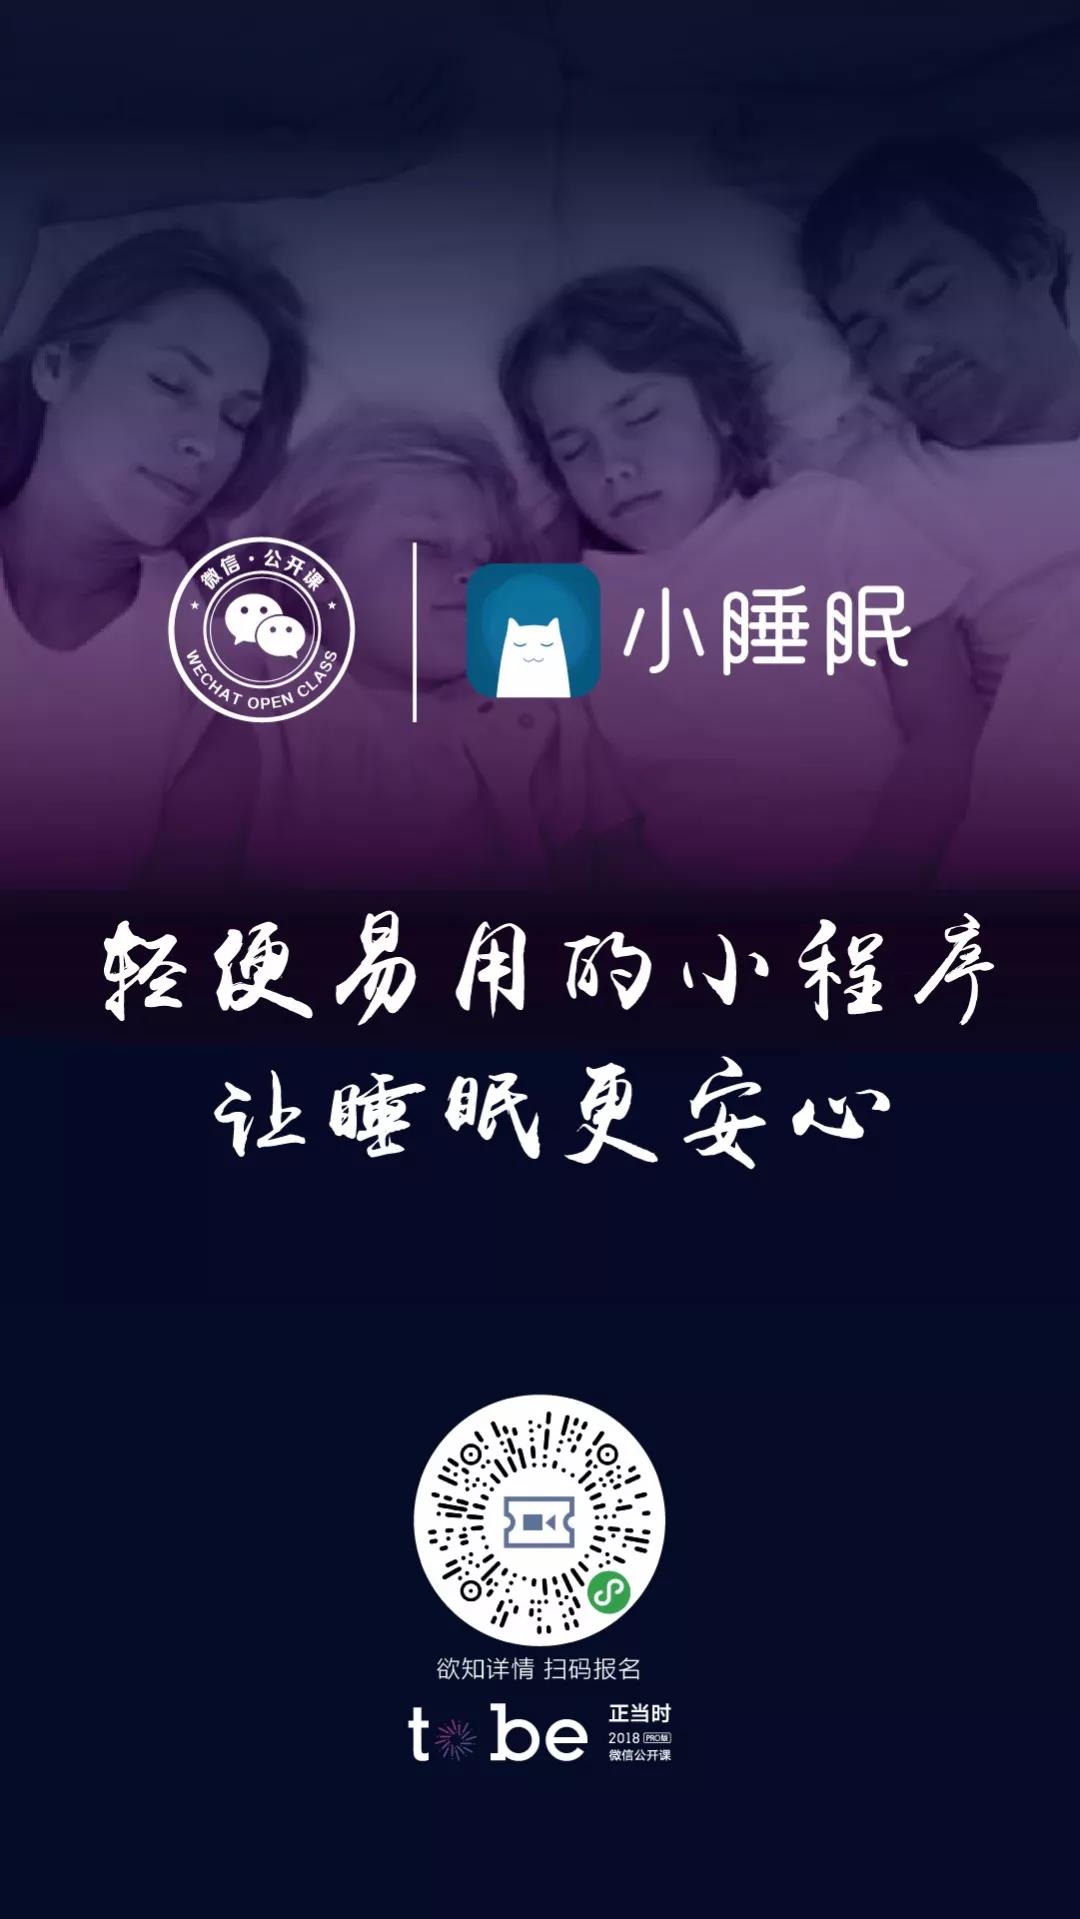 微信·公开课
WECHAT OPEN CLASS
小睡眠
轻便易用的小程序
让睡眠更安心
欲知详情 扫码报名
to be
正当时
2018 PRO版
微信公开课